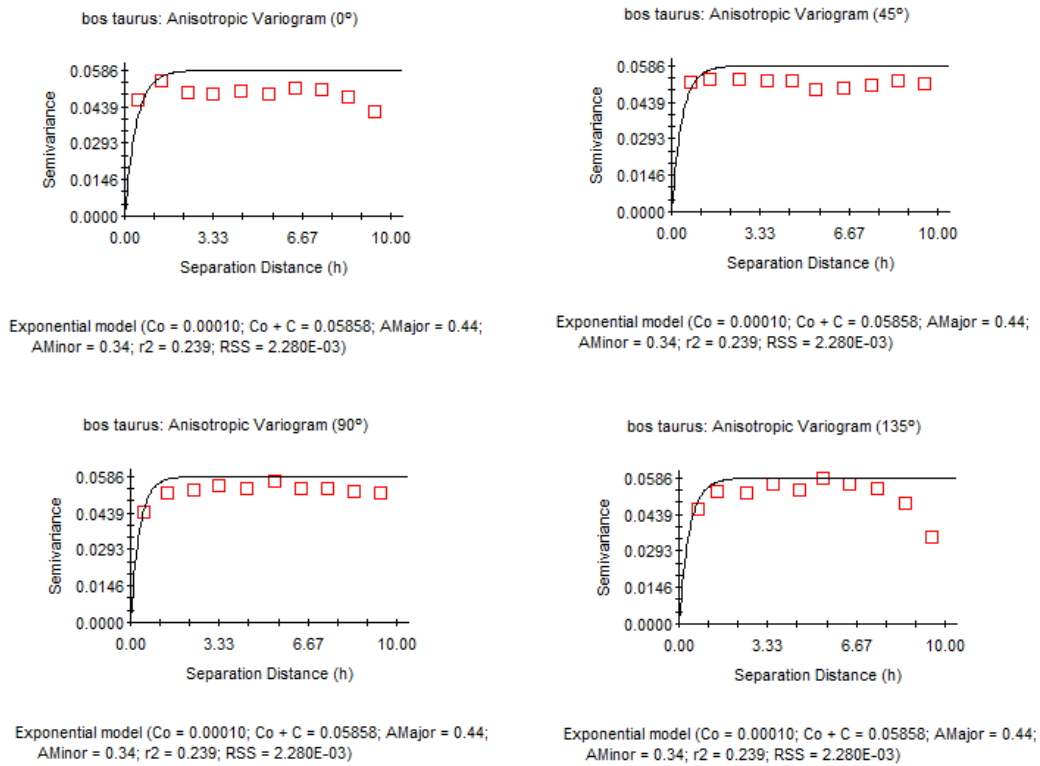 bos taurus: Anisotropic Variogram (0º)
0.0586
0.0439
0.0293
0.0146
0.0000
Semivariance
0.00 3.33 6.67 10.00
Separation Distance (h)
Exponential model (Co = 0.00010; Co + C = 0.05858; AMajor = 0.44;
AMinor = 0.34; r2 = 0.239; RSS = 2.280E-03)
bos taurus: Anisotropic Variogram (45º)
0.0586
0.0439
0.0293
0.0146
0.0000
Semivariance
0.00 3.33 6.67 10.00
Separation Distance (h)
Exponential model (Co = 0.00010; Co + C = 0.05858; AMajor = 0.44;
AMinor = 0.34; r2 = 0.239; RSS = 2.280E-03)
bos taurus: Anisotropic Variogram (90º)
0.0586
0.0439
0.0293
0.0146
0.0000
Semivariance
0.00 3.33 6.67 10.00
Separation Distance (h)
Exponential model (Co = 0.00010; Co + C = 0.05858; AMajor = 0.44;
AMinor = 0.34; r2 = 0.239; RSS = 2.280E-03)
bos taurus: Anisotropic Variogram (135º)
0.0586
0.0439
0.0293
0.0146
0.0000
Semivariance
0.00 3.33 6.67 10.00
Separation Distance (h)
Exponential model (Co = 0.00010; Co + C = 0.05858; AMajor = 0.44;
AMinor = 0.34; r2 = 0.239; RSS = 2.280E-03)